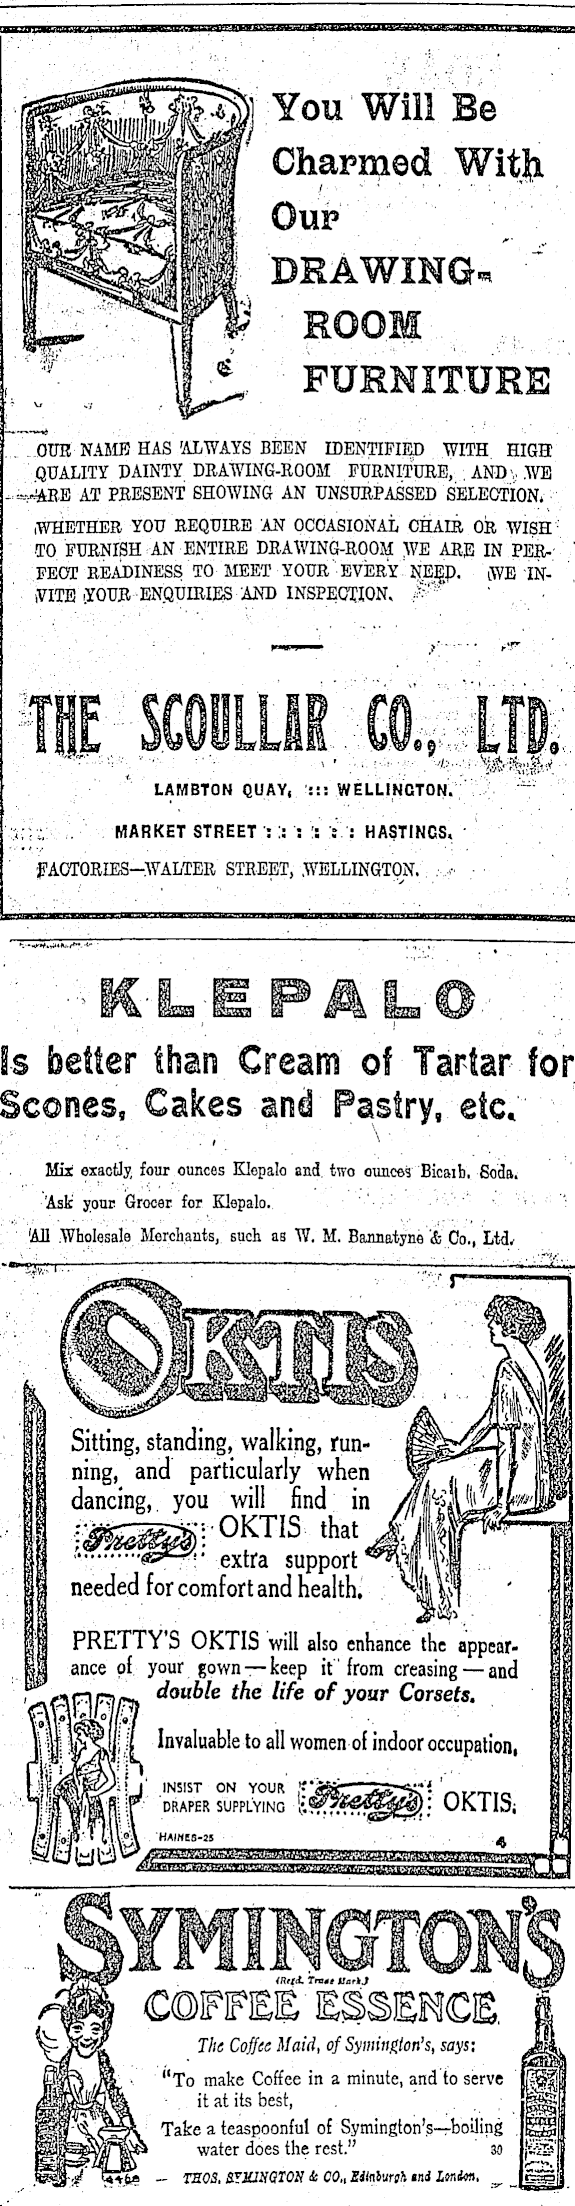 You Will Be
Charmed With
Our
DRAWING-
ROOM
FURNITURE
OUR NAME HAS ALWAYS BEEN IDENTIFIED WITH HIGH
QUALITY DAINTY DRAWING-ROOM FURNITURE, AND WE
ARE AT PRESENT SHOWING AN UNSURPASSED SELECTION.
WHETHER YOU REQUIRE AN OCCASIONAL CHAIR OR WISH
TO FURNISH AN ENTIRE DRAWING-ROOM WE ARE IN PER-
FECT READINESS TO MEET YOUR EVERY NEED. WE IN-
VITE YOUR ENQUIRIES AND INSPECTION.
THE SCOULLAR CO., LTD.
LAMBTON QUAY, ::: WELLINGTON.
MARKET STREET : : : : : : HASTINGS.
FACTORIES—WALTER STREET, WELLINGTON.
KLEPALO
Is better than Cream of Tartar for
Scones, Cakes and Pastry, etc.
Mix exactly four ounces Klepalo and two ounces Bicarb. Soda.
Ask your Grocer for Klepalo.
All Wholesale Merchants, such as W. M. Bannatyne & Co., Ltd.
OKTIS
Sitting, standing, walking, run-
ning, and particularly when
dancing, you will find in
Pretty's OKTIS that
extra support
needed for comfort and health.
PRETTY'S OKTIS will also enhance the appear-
ance of your gown—keep it from creasing—and
double the life of your Corsets.
Invaluable to all women of indoor occupation.
INSIST ON YOUR
DRAPER SUPPLYING Pretty's OKTIS.
HAINES-25
4
SYMINGTON'S
(Regd. Trade Mark.)
COFFEE ESSENCE
The Coffee Maid, of Symington's, says:
"To make Coffee in a minute, and to serve
it at its best,
Take a teaspoonful of Symington's—boiling
water does the rest." 30
THOS. SYMINGTON & CO., Edinburgh and London.